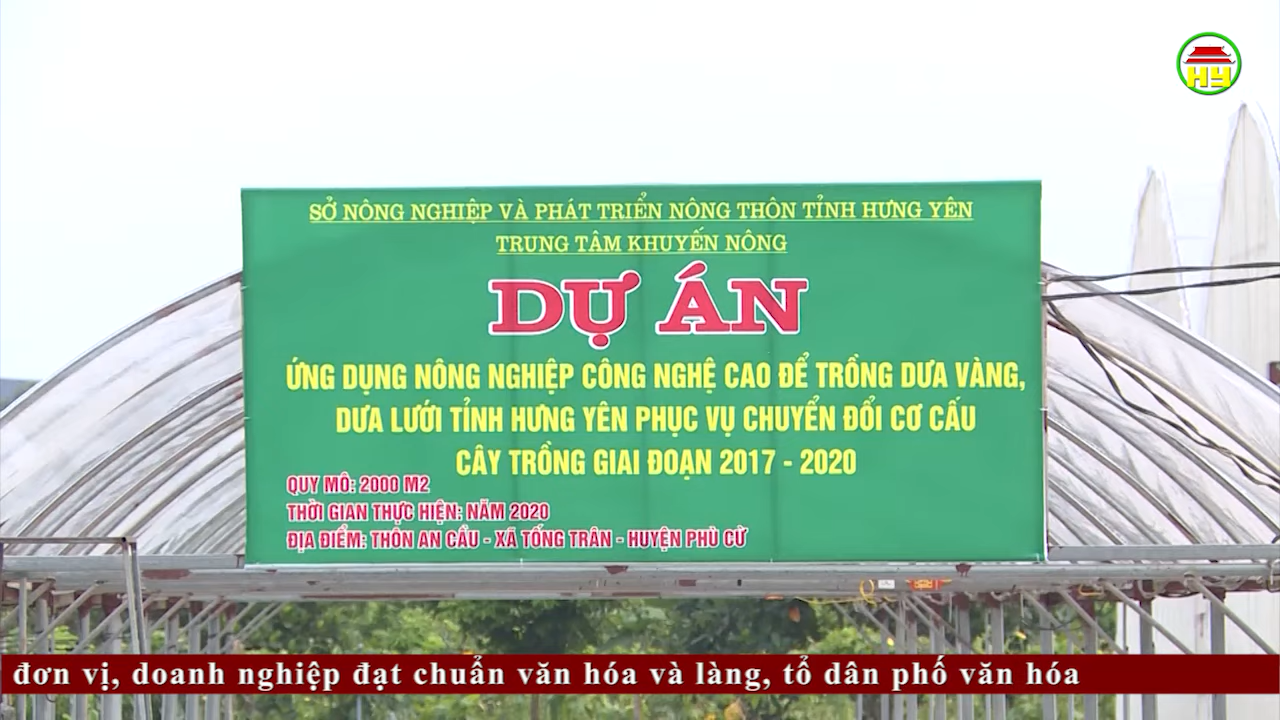 HY
SỞ NÔNG NGHIỆP VÀ PHÁT TRIỂN NÔNG THÔN TỈNH HƯNG YÊN
TRUNG TÂM KHUYẾN NÔNG
DỰ ÁN
ỨNG DỤNG NÔNG NGHIỆP CÔNG NGHỆ CAO ĐỂ TRỒNG DƯA VÀNG,
DƯA LƯỚI TỈNH HƯNG YÊN PHỤC VỤ CHUYỂN ĐỔI CƠ CẤU
CÂY TRỒNG GIAI ĐOẠN 2017 - 2020
QUY MÔ: 2000 M2
THỜI GIAN THỰC HIỆN: NĂM 2020
ĐỊA ĐIỂM: THÔN AN CẦU - XÃ TỐNG TRÂN - HUYỆN PHÙ CỪ
đơn vị, doanh nghiệp đạt chuẩn văn hóa và làng, tổ dân phố văn hóa